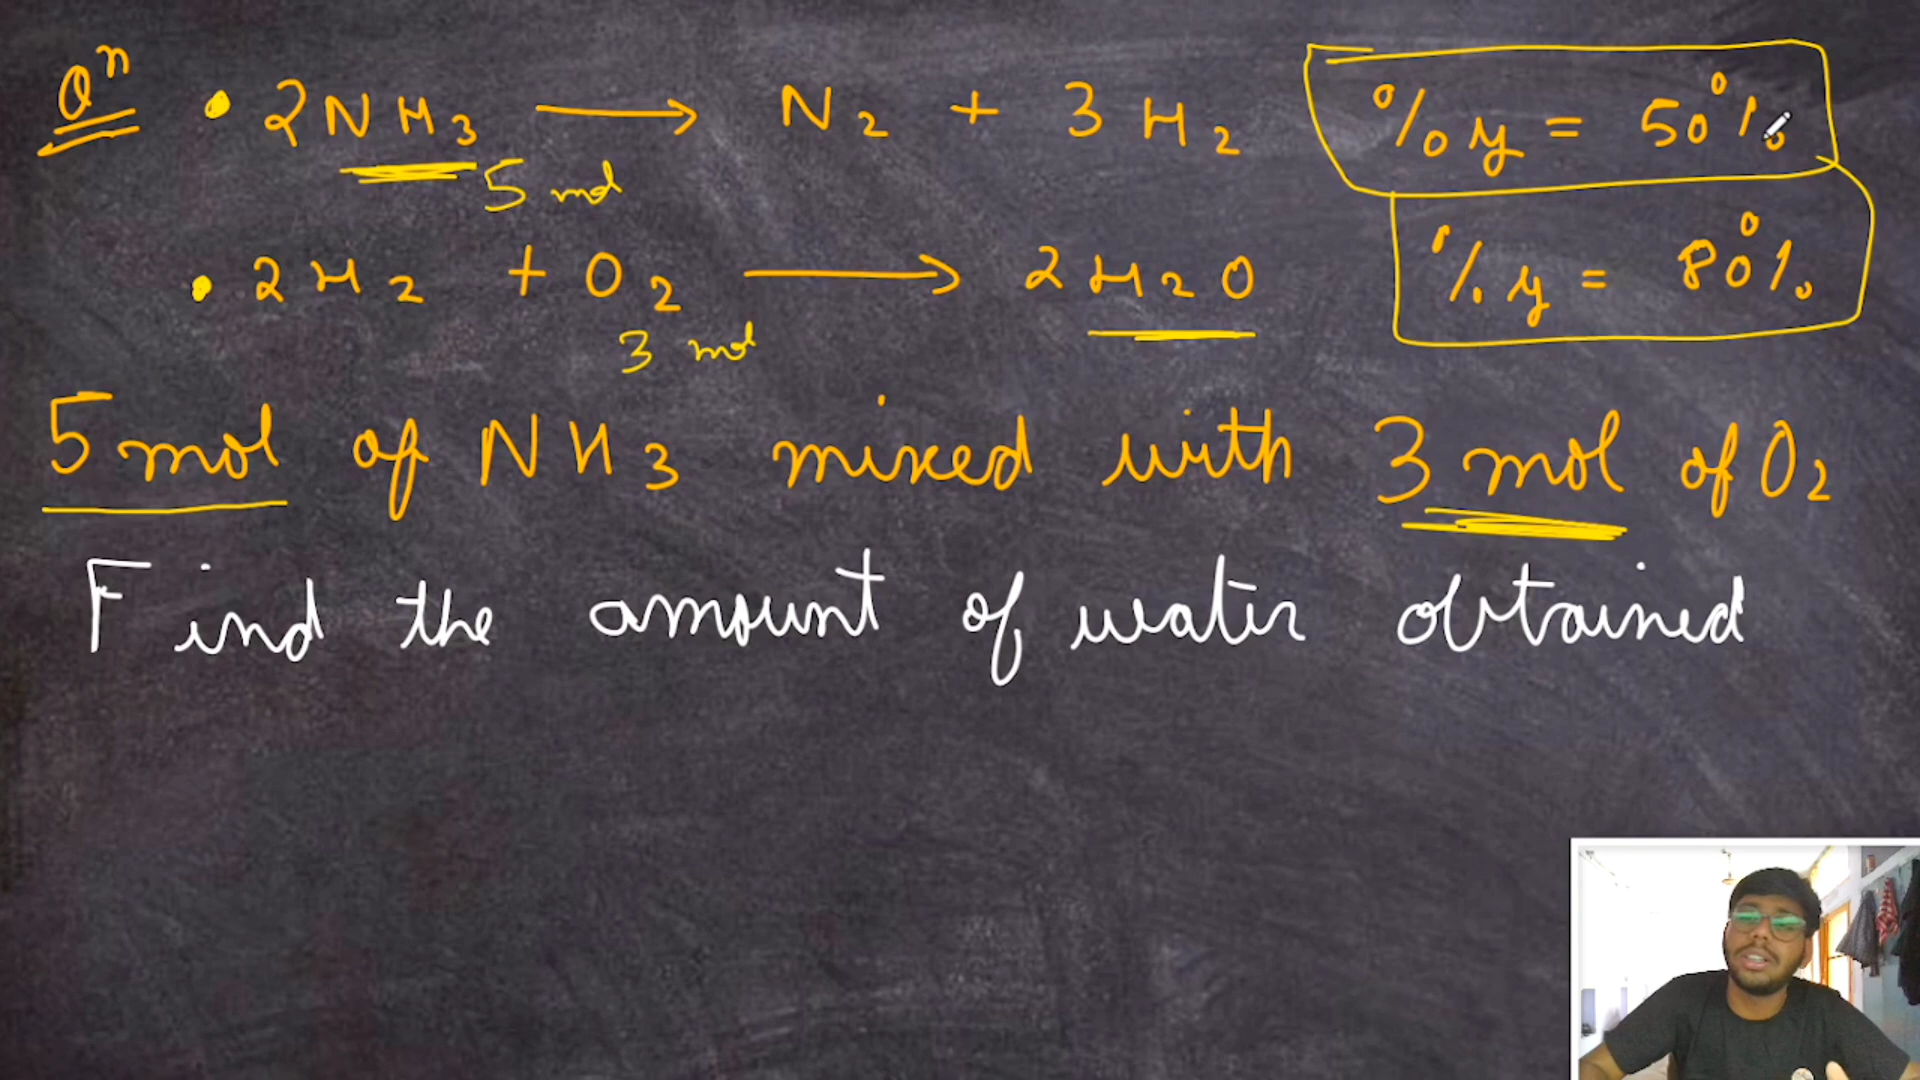 Qn • 2NH3 → N2 + 3H2 %y = 50%
5 mol
• 2H2 + O2 → 2H2O %y = 80%
3 mol
5 mol of NH3 mixed with 3 mol of O2
Find the amount of water obtained